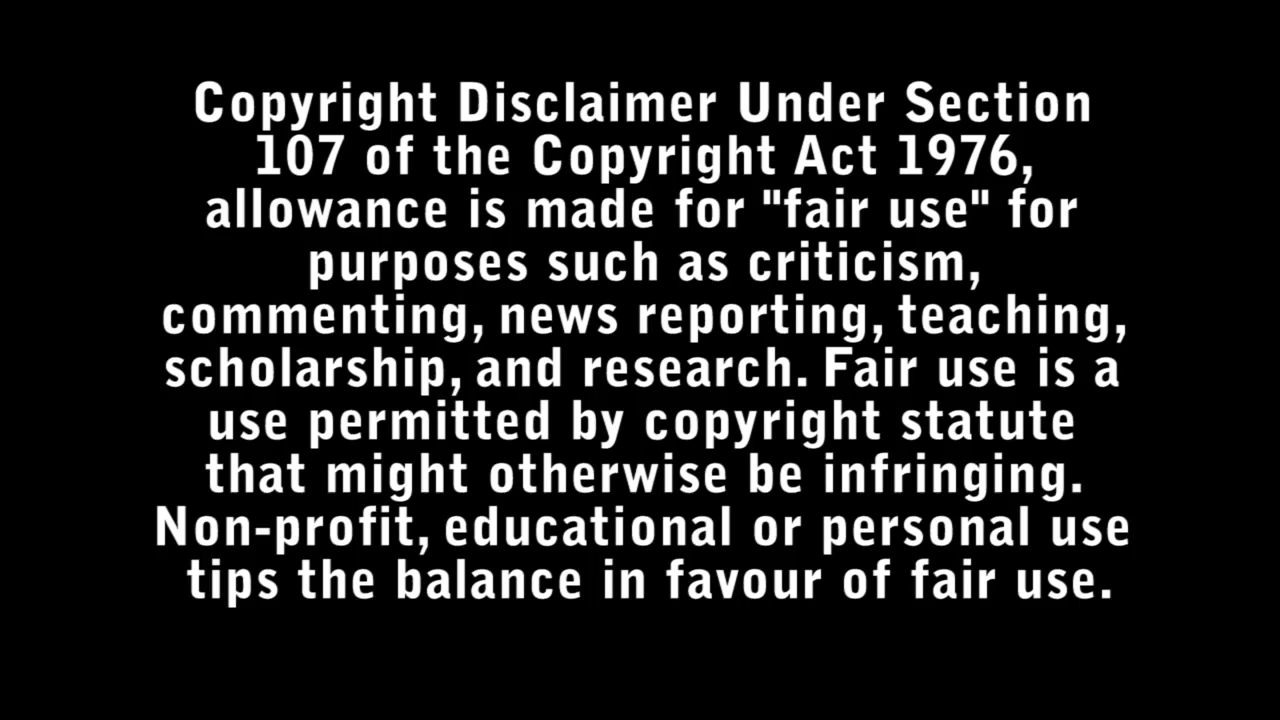 Copyright Disclaimer Under Section
107 of the Copyright Act 1976,
allowance is made for "fair use" for
purposes such as criticism,
commenting, news reporting, teaching,
scholarship, and research. Fair use is a
use permitted by copyright statute
that might otherwise be infringing.
Non-profit, educational or personal use
tips the balance in favour of fair use.